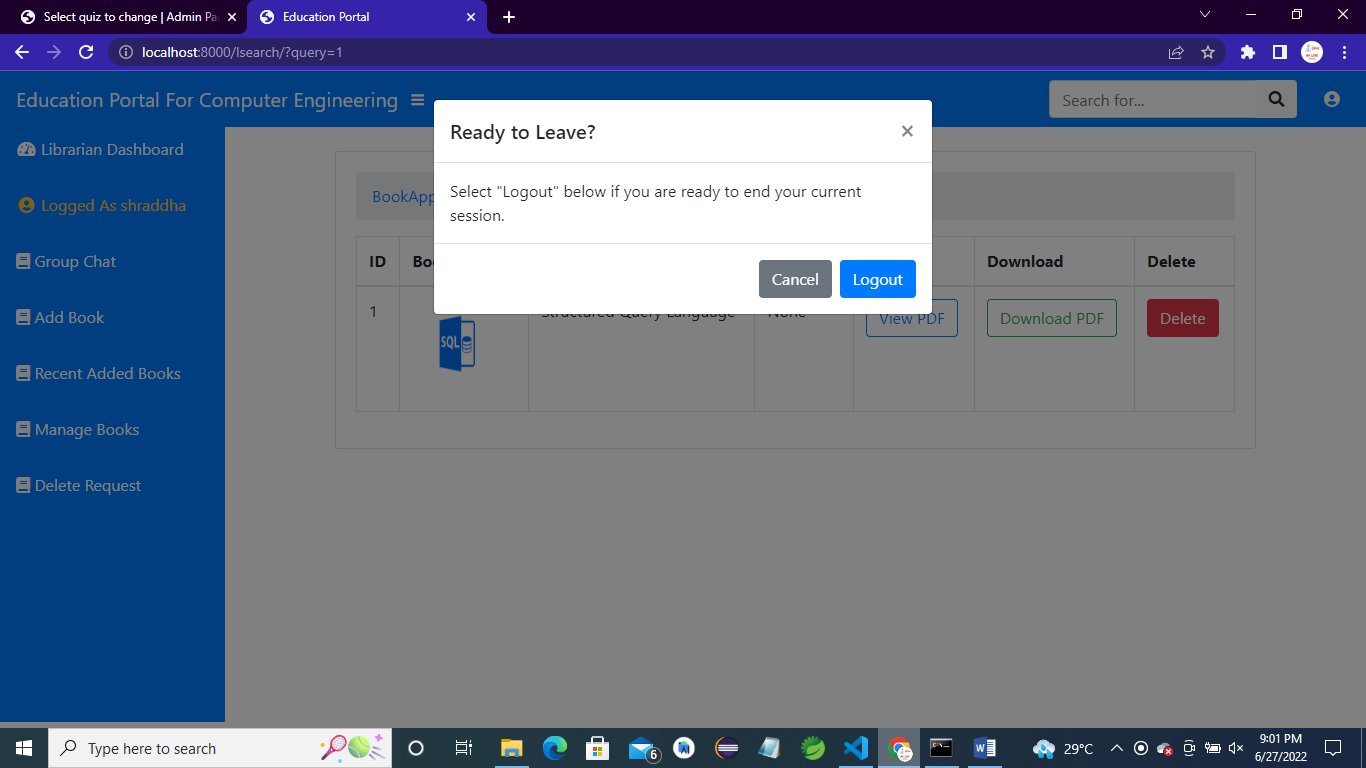 Select quiz to change | Admin Pa
Education Portal
localhost:8000/lsearch/?query=1
Education Portal For Computer Engineering
Search for...
Librarian Dashboard
Logged As shraddha
Group Chat
Add Book
Recent Added Books
Manage Books
Delete Request
Ready to Leave?
×
Select "Logout" below if you are ready to end your current
session.
Cancel
Logout
BookApp
ID
Bo
Download
Delete
1
SQL
Structured Query Language
None
View PDF
Download PDF
Delete
Type here to search
6
29°C
9:01 PM
6/27/2022